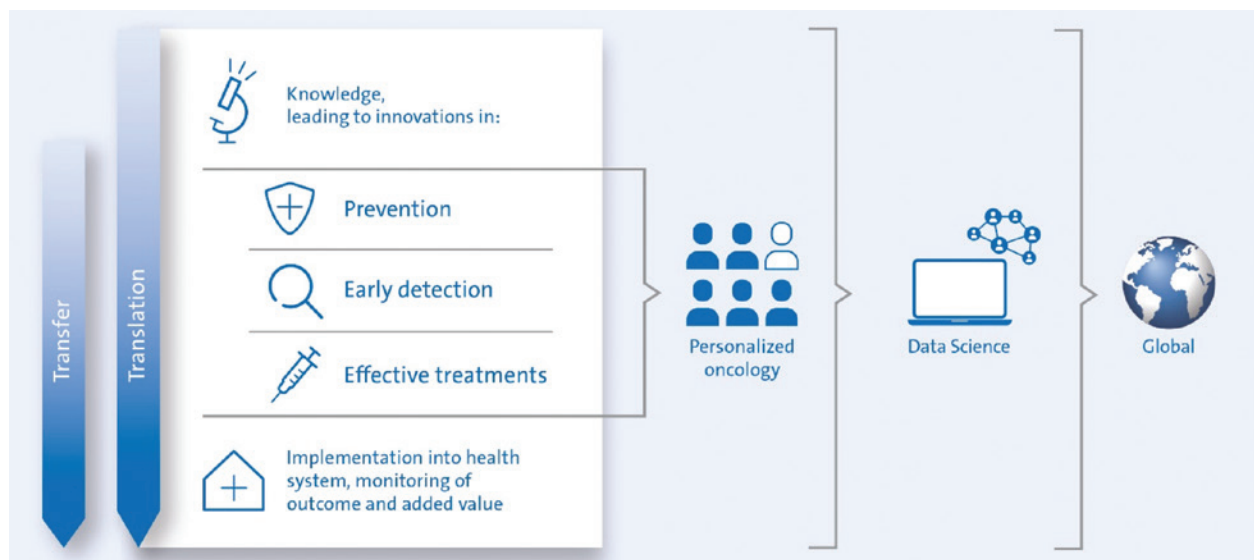 Transfer
Translation
Knowledge,
leading to innovations in:
Prevention
Early detection
Effective treatments
Implementation into health
system, monitoring of
outcome and added value
Personalized
oncology
Data Science
Global